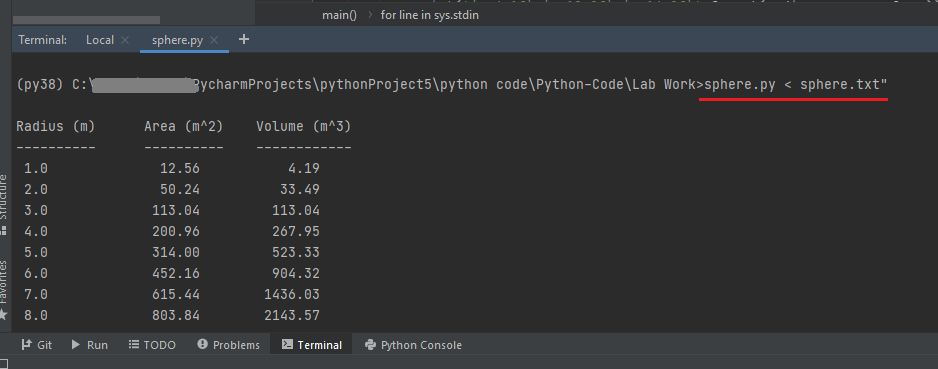 main() › for line in sys.stdin
Terminal: Local × sphere.py × +
(py38) C:\ PycharmProjects\pythonProject5\python code\Python-Code\Lab Work>sphere.py < sphere.txt"
Radius (m) Area (m^2) Volume (m^3)
---------- ---------- ------------
1.0 12.56 4.19
2.0 50.24 33.49
3.0 113.04 113.04
4.0 200.96 267.95
5.0 314.00 523.33
6.0 452.16 904.32
7.0 615.44 1436.03
8.0 803.84 2143.57
Structure
Favorites
Git Run TODO Problems Terminal Python Console